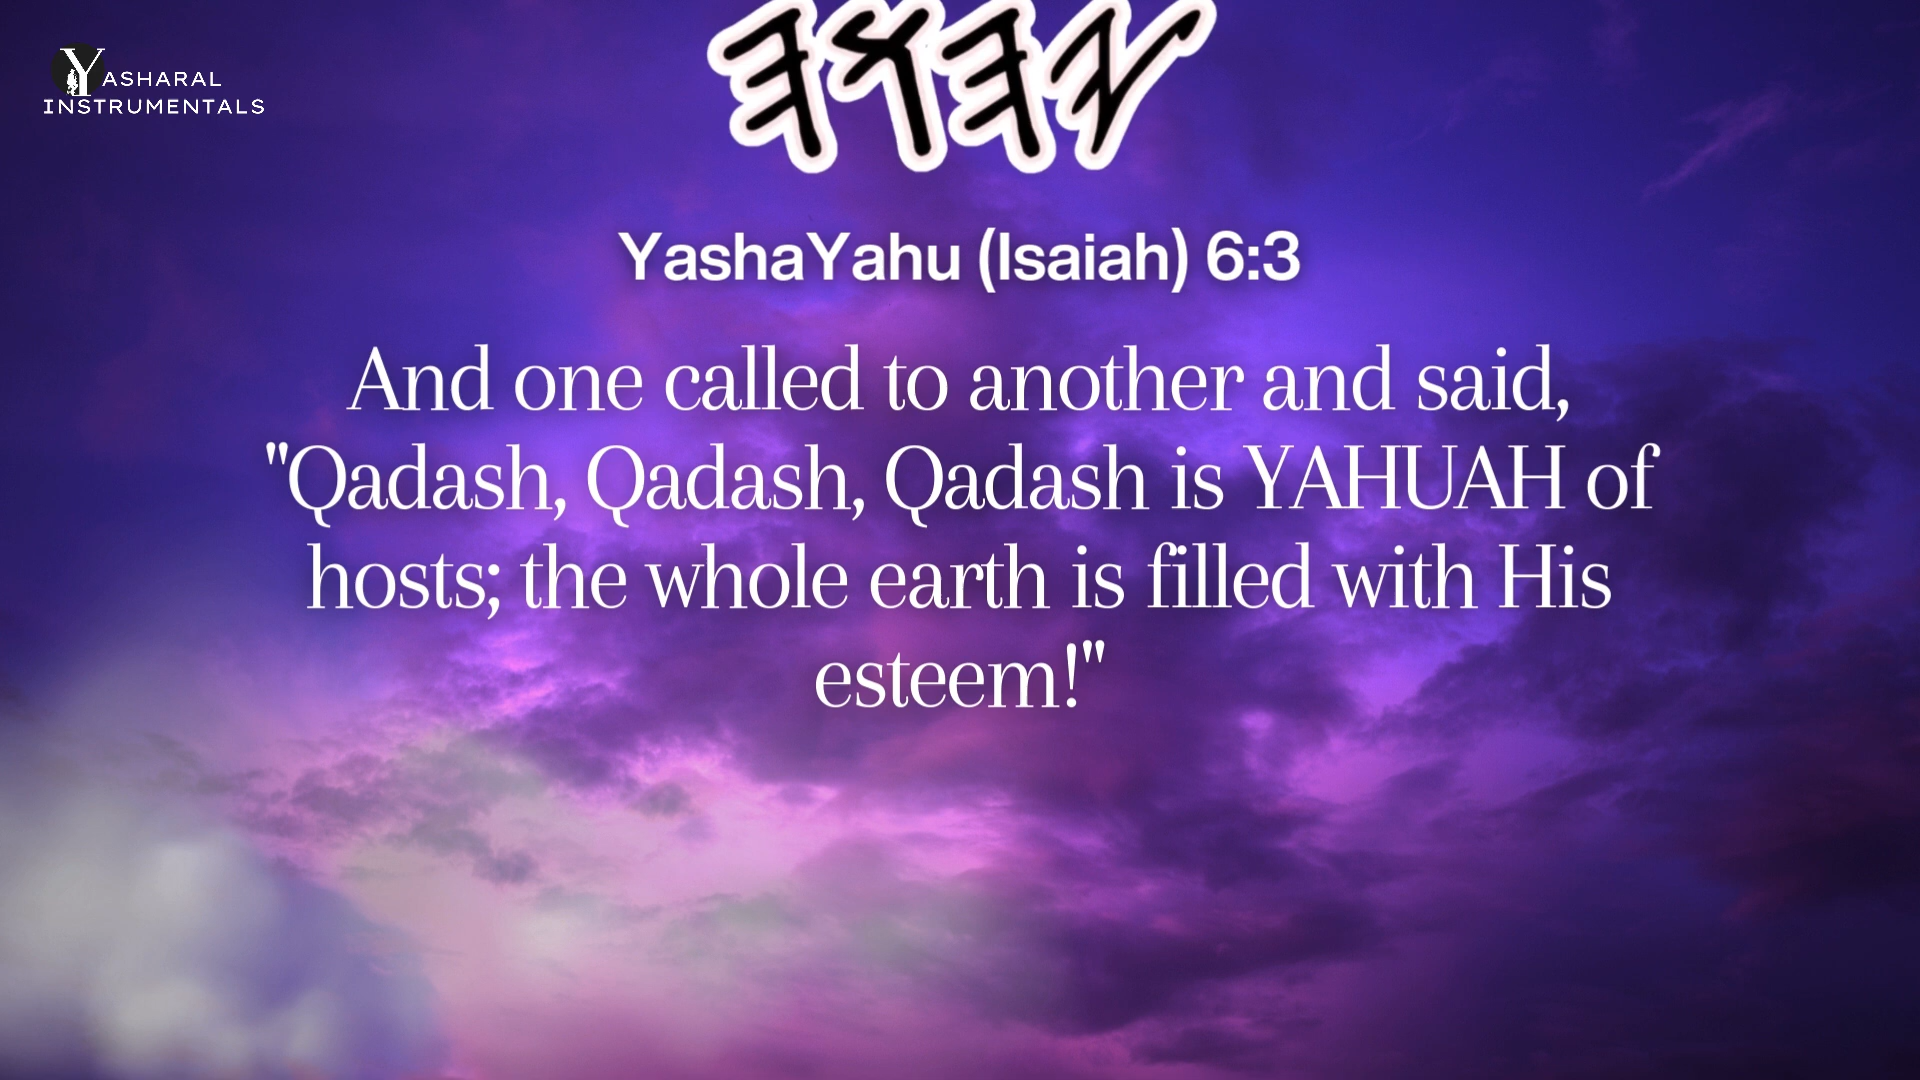 𐤉𐤄𐤅𐤄
YASHARAL
INSTRUMENTALS
YashaYahu (Isaiah) 6:3
And one called to another and said,
"Qadash, Qadash, Qadash is YAHUAH of
hosts; the whole earth is filled with His
esteem!"